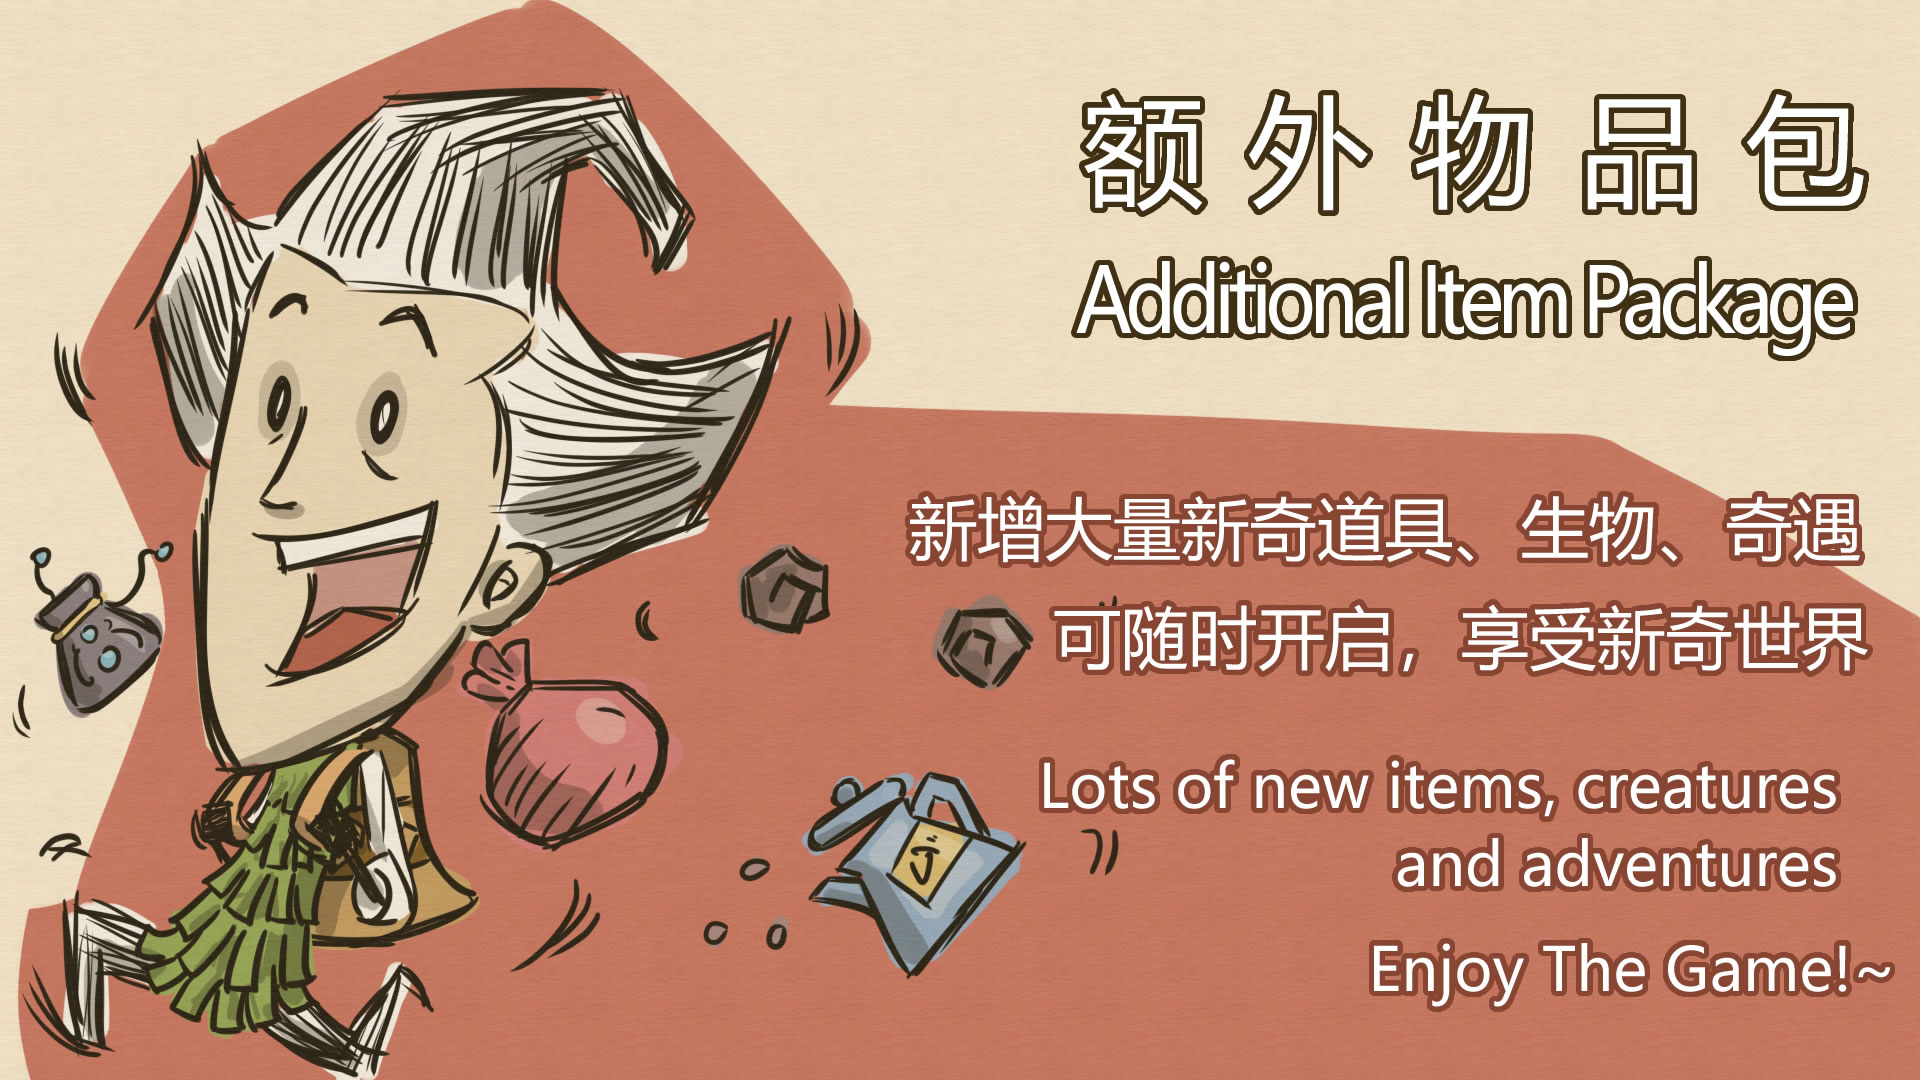 额外物品包
Additional Item Package
新增大量新奇道具、生物、奇遇
可随时开启，享受新奇世界
Lots of new items, creatures
and adventures
Enjoy The Game!~